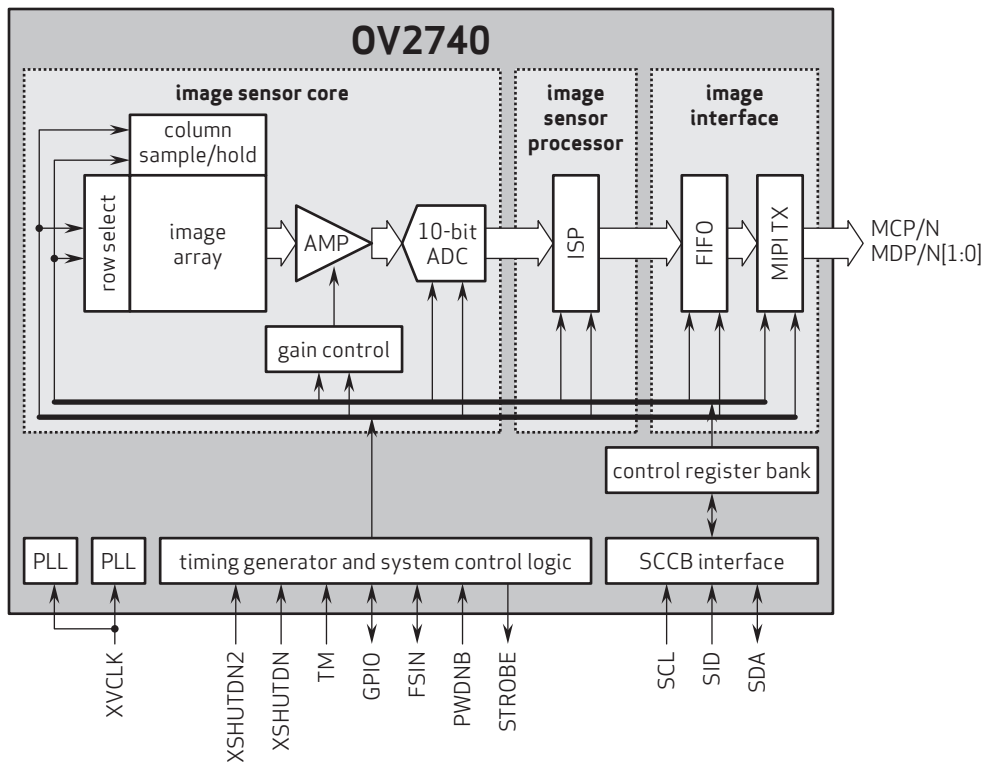 OV2740
image sensor core
image
sensor
processor
image
interface
column
sample/hold
row select
image
array
AMP
10-bit
ADC
ISP
FIFO
MIPI TX
MCP/N
MDP/N[1:0]
gain control
control register bank
PLL
PLL
timing generator and system control logic
SCCB interface
XVCLK
XSHUTDN2
XSHUTDN
TM
GPIO
FSIN
PWDNB
STROBE
SCL
SID
SDA